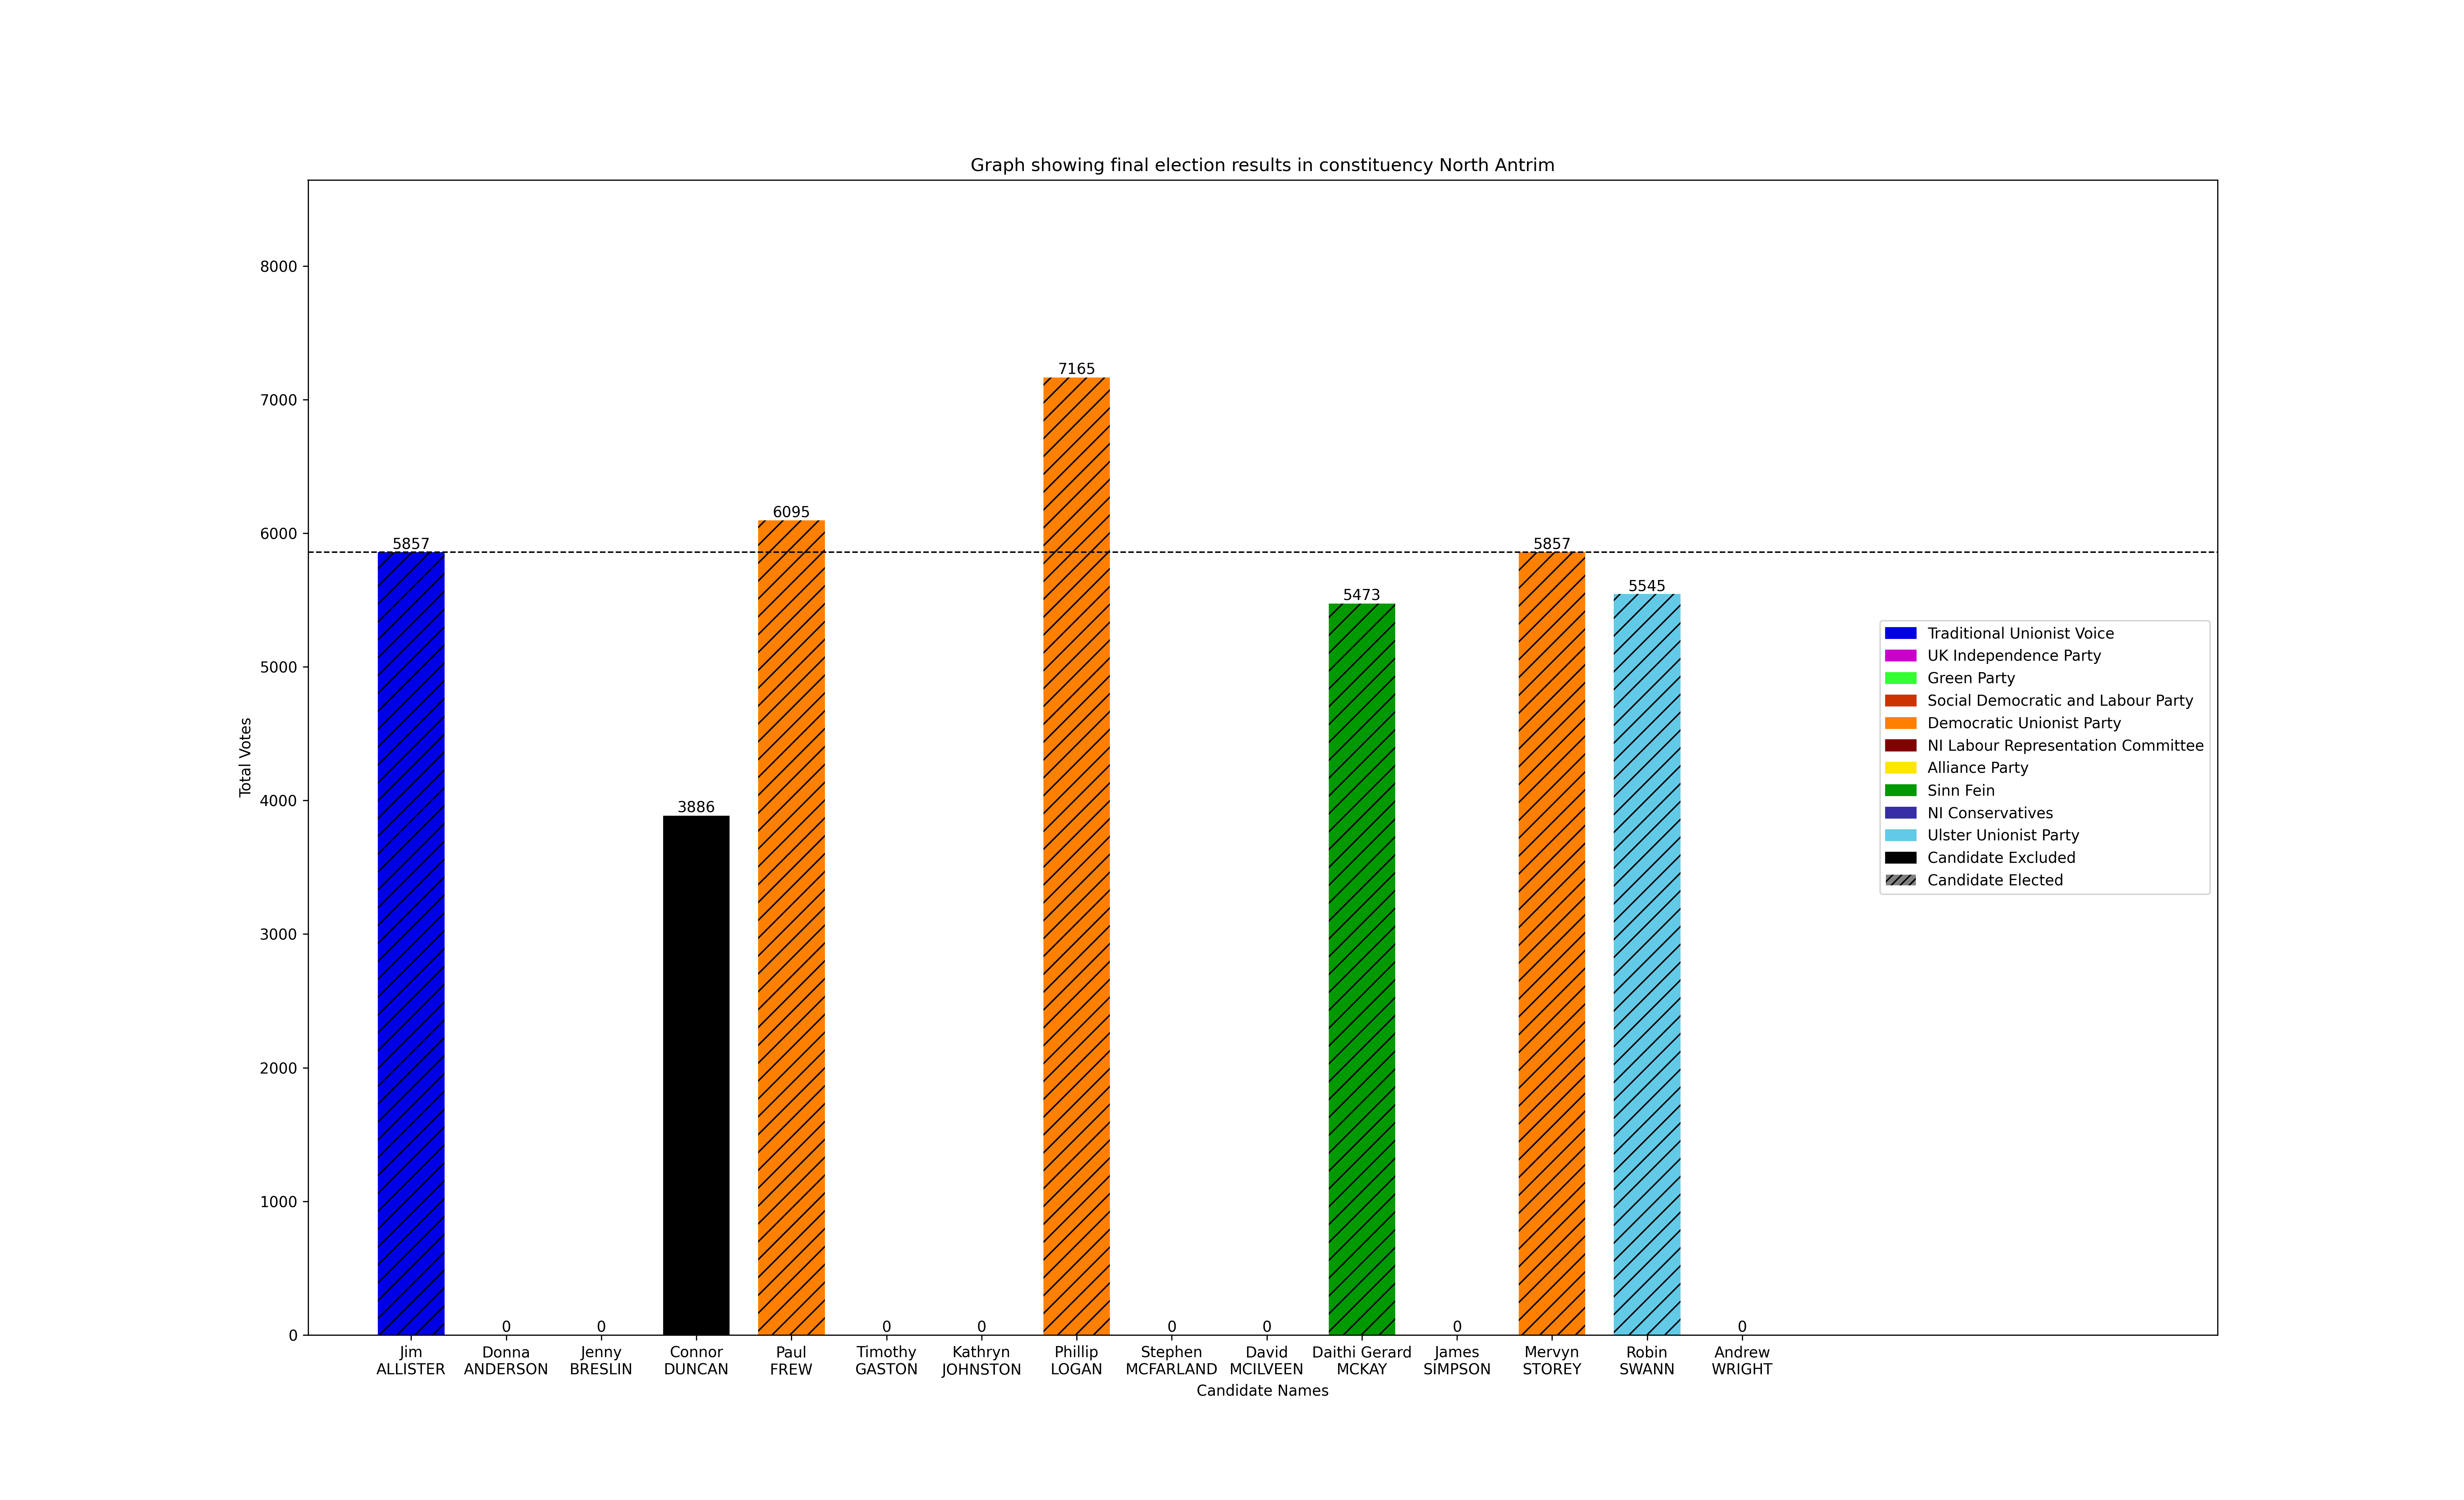 Graph showing final election results in constituency North Antrim
Total Votes
8000
7000
6000
5000
4000
3000
2000
1000
0
5857
0
0
3886
6095
0
0
7165
0
0
5473
0
5857
5545
0
Jim
ALLISTER
Donna
ANDERSON
Jenny
BRESLIN
Connor
DUNCAN
Paul
FREW
Timothy
GASTON
Kathryn
JOHNSTON
Phillip
LOGAN
Stephen
MCFARLAND
David
MCILVEEN
Daithi Gerard
MCKAY
James
SIMPSON
Mervyn
STOREY
Robin
SWANN
Andrew
WRIGHT
Candidate Names
Traditional Unionist Voice
UK Independence Party
Green Party
Social Democratic and Labour Party
Democratic Unionist Party
NI Labour Representation Committee
Alliance Party
Sinn Fein
NI Conservatives
Ulster Unionist Party
Candidate Excluded
Candidate Elected